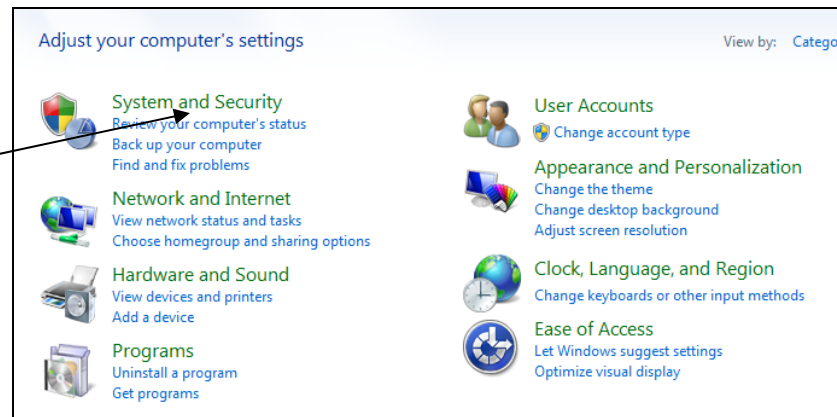 Adjust your computer's settings
View by: Catego
System and Security
Review your computer's status
Back up your computer
Find and fix problems
Network and Internet
View network status and tasks
Choose homegroup and sharing options
Hardware and Sound
View devices and printers
Add a device
Programs
Uninstall a program
Get programs
User Accounts
Change account type
Appearance and Personalization
Change the theme
Change desktop background
Adjust screen resolution
Clock, Language, and Region
Change keyboards or other input methods
Ease of Access
Let Windows suggest settings
Optimize visual display